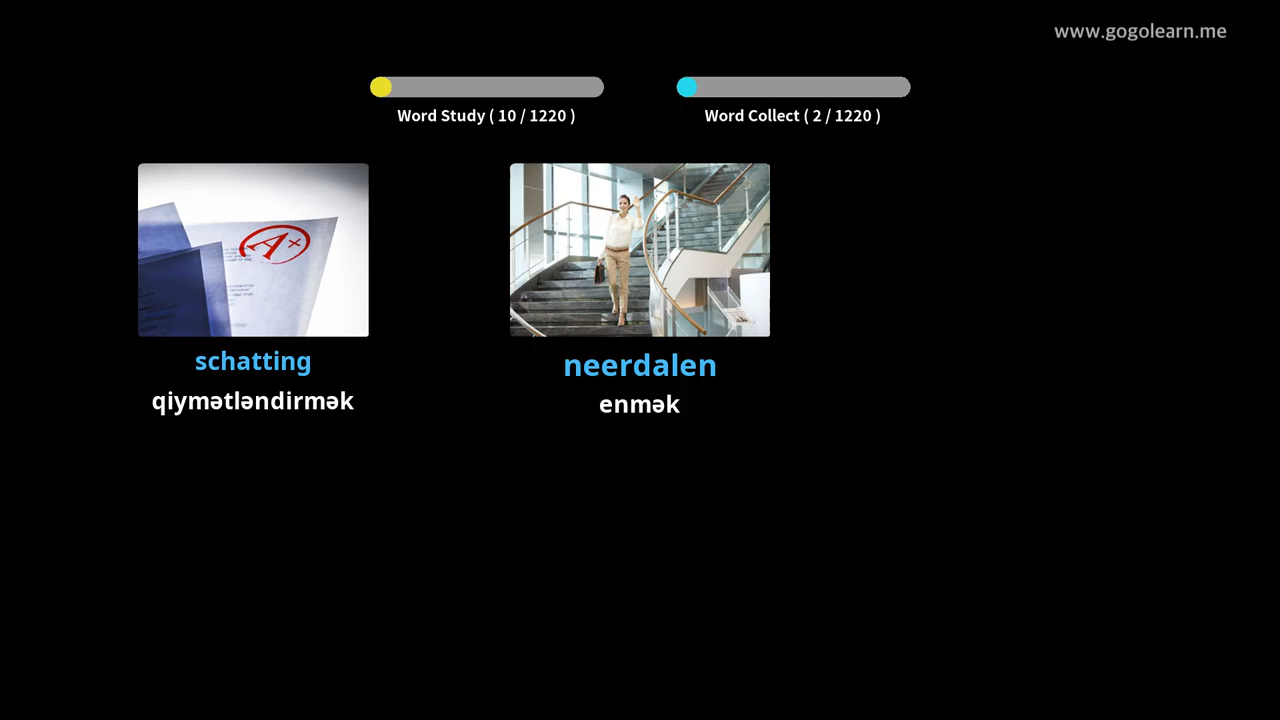 www.gogolearn.me
Word Study ( 10 / 1220 )
Word Collect ( 2 / 1220 )
A+
schatting
qiymətləndirmək
neerdalen
enmək